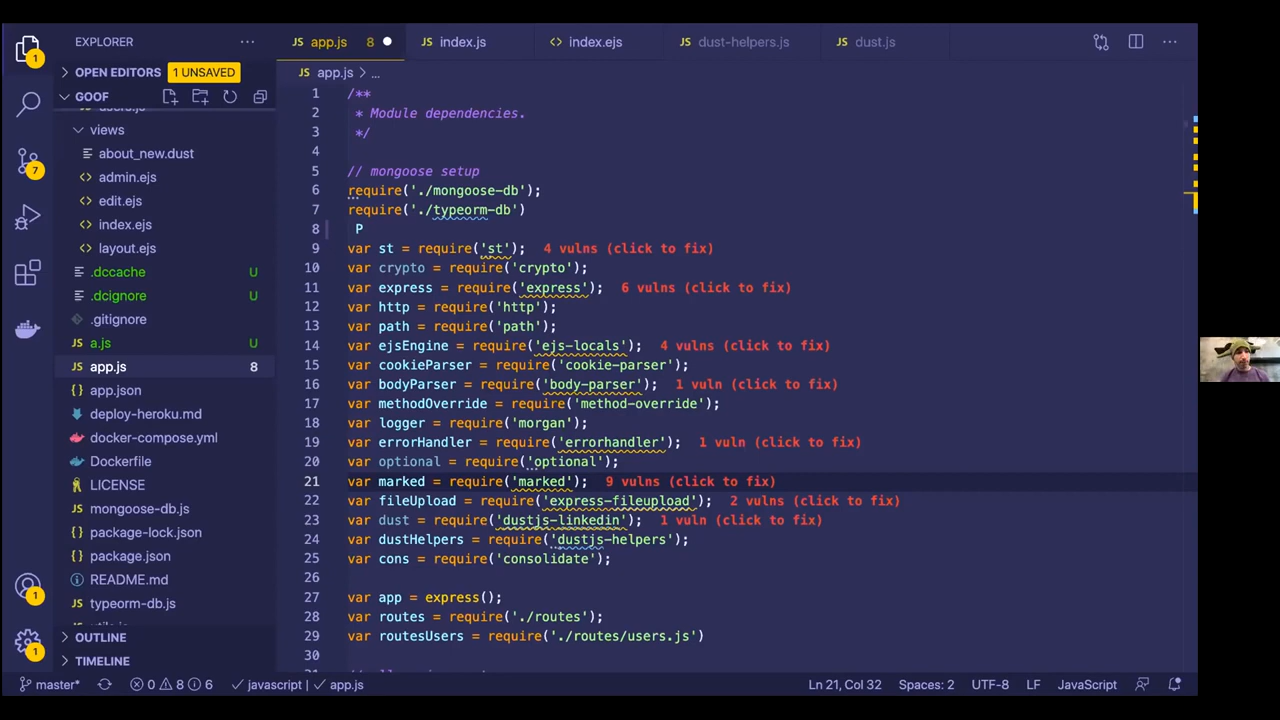 EXPLORER
OPEN EDITORS 1 UNSAVED
GOOF
views
about_new.dust
admin.ejs
edit.ejs
index.ejs
layout.ejs
.dccache U
.dcignore U
.gitignore
a.js U
app.js 8
app.json
deploy-heroku.md
docker-compose.yml
Dockerfile
LICENSE
mongoose-db.js
package-lock.json
package.json
README.md
typeorm-db.js
OUTLINE
TIMELINE
1
7
1
1
app.js 8
index.js
index.ejs
dust-helpers.js
dust.js
app.js > ...
1 /**
2 * Module dependencies.
3 */
4
5 // mongoose setup
6 require('./mongoose-db');
7 require('./typeorm-db')
8 P
9 var st = require('st'); 4 vulns (click to fix)
10 var crypto = require('crypto');
11 var express = require('express'); 6 vulns (click to fix)
12 var http = require('http');
13 var path = require('path');
14 var ejsEngine = require('ejs-locals'); 4 vulns (click to fix)
15 var cookieParser = require('cookie-parser');
16 var bodyParser = require('body-parser'); 1 vuln (click to fix)
17 var methodOverride = require('method-override');
18 var logger = require('morgan');
19 var errorHandler = require('errorhandler'); 1 vuln (click to fix)
20 var optional = require('optional');
21 var marked = require('marked'); 9 vulns (click to fix)
22 var fileUpload = require('express-fileupload'); 2 vulns (click to fix)
23 var dust = require('dustjs-linkedin'); 1 vuln (click to fix)
24 var dustHelpers = require('dustjs-helpers');
25 var cons = require('consolidate');
26
27 var app = express();
28 var routes = require('./routes');
29 var routesUsers = require('./routes/users.js')
30
master* 0 8 6 javascript | app.js
Ln 21, Col 32 Spaces: 2 UTF-8 LF JavaScript